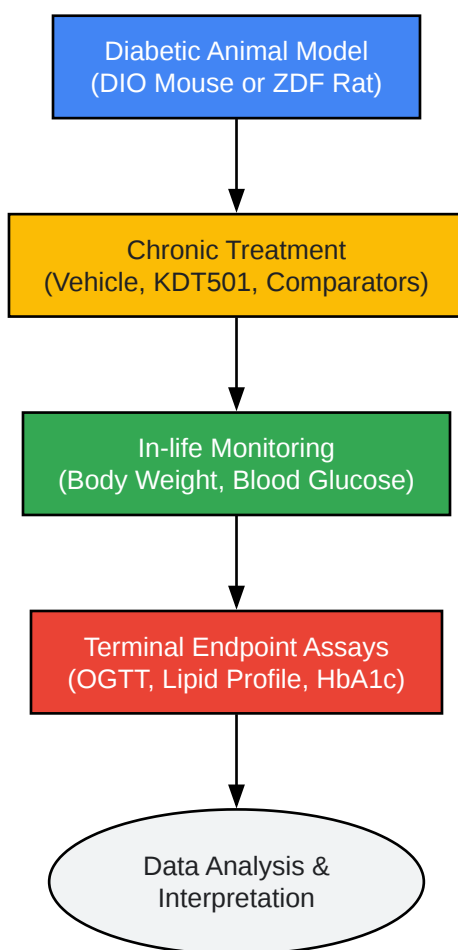 Diabetic Animal Model
(DIO Mouse or ZDF Rat)
Chronic Treatment
(Vehicle, KDT501, Comparators)
In-life Monitoring
(Body Weight, Blood Glucose)
Terminal Endpoint Assays
(OGTT, Lipid Profile, HbA1c)
Data Analysis &
Interpretation